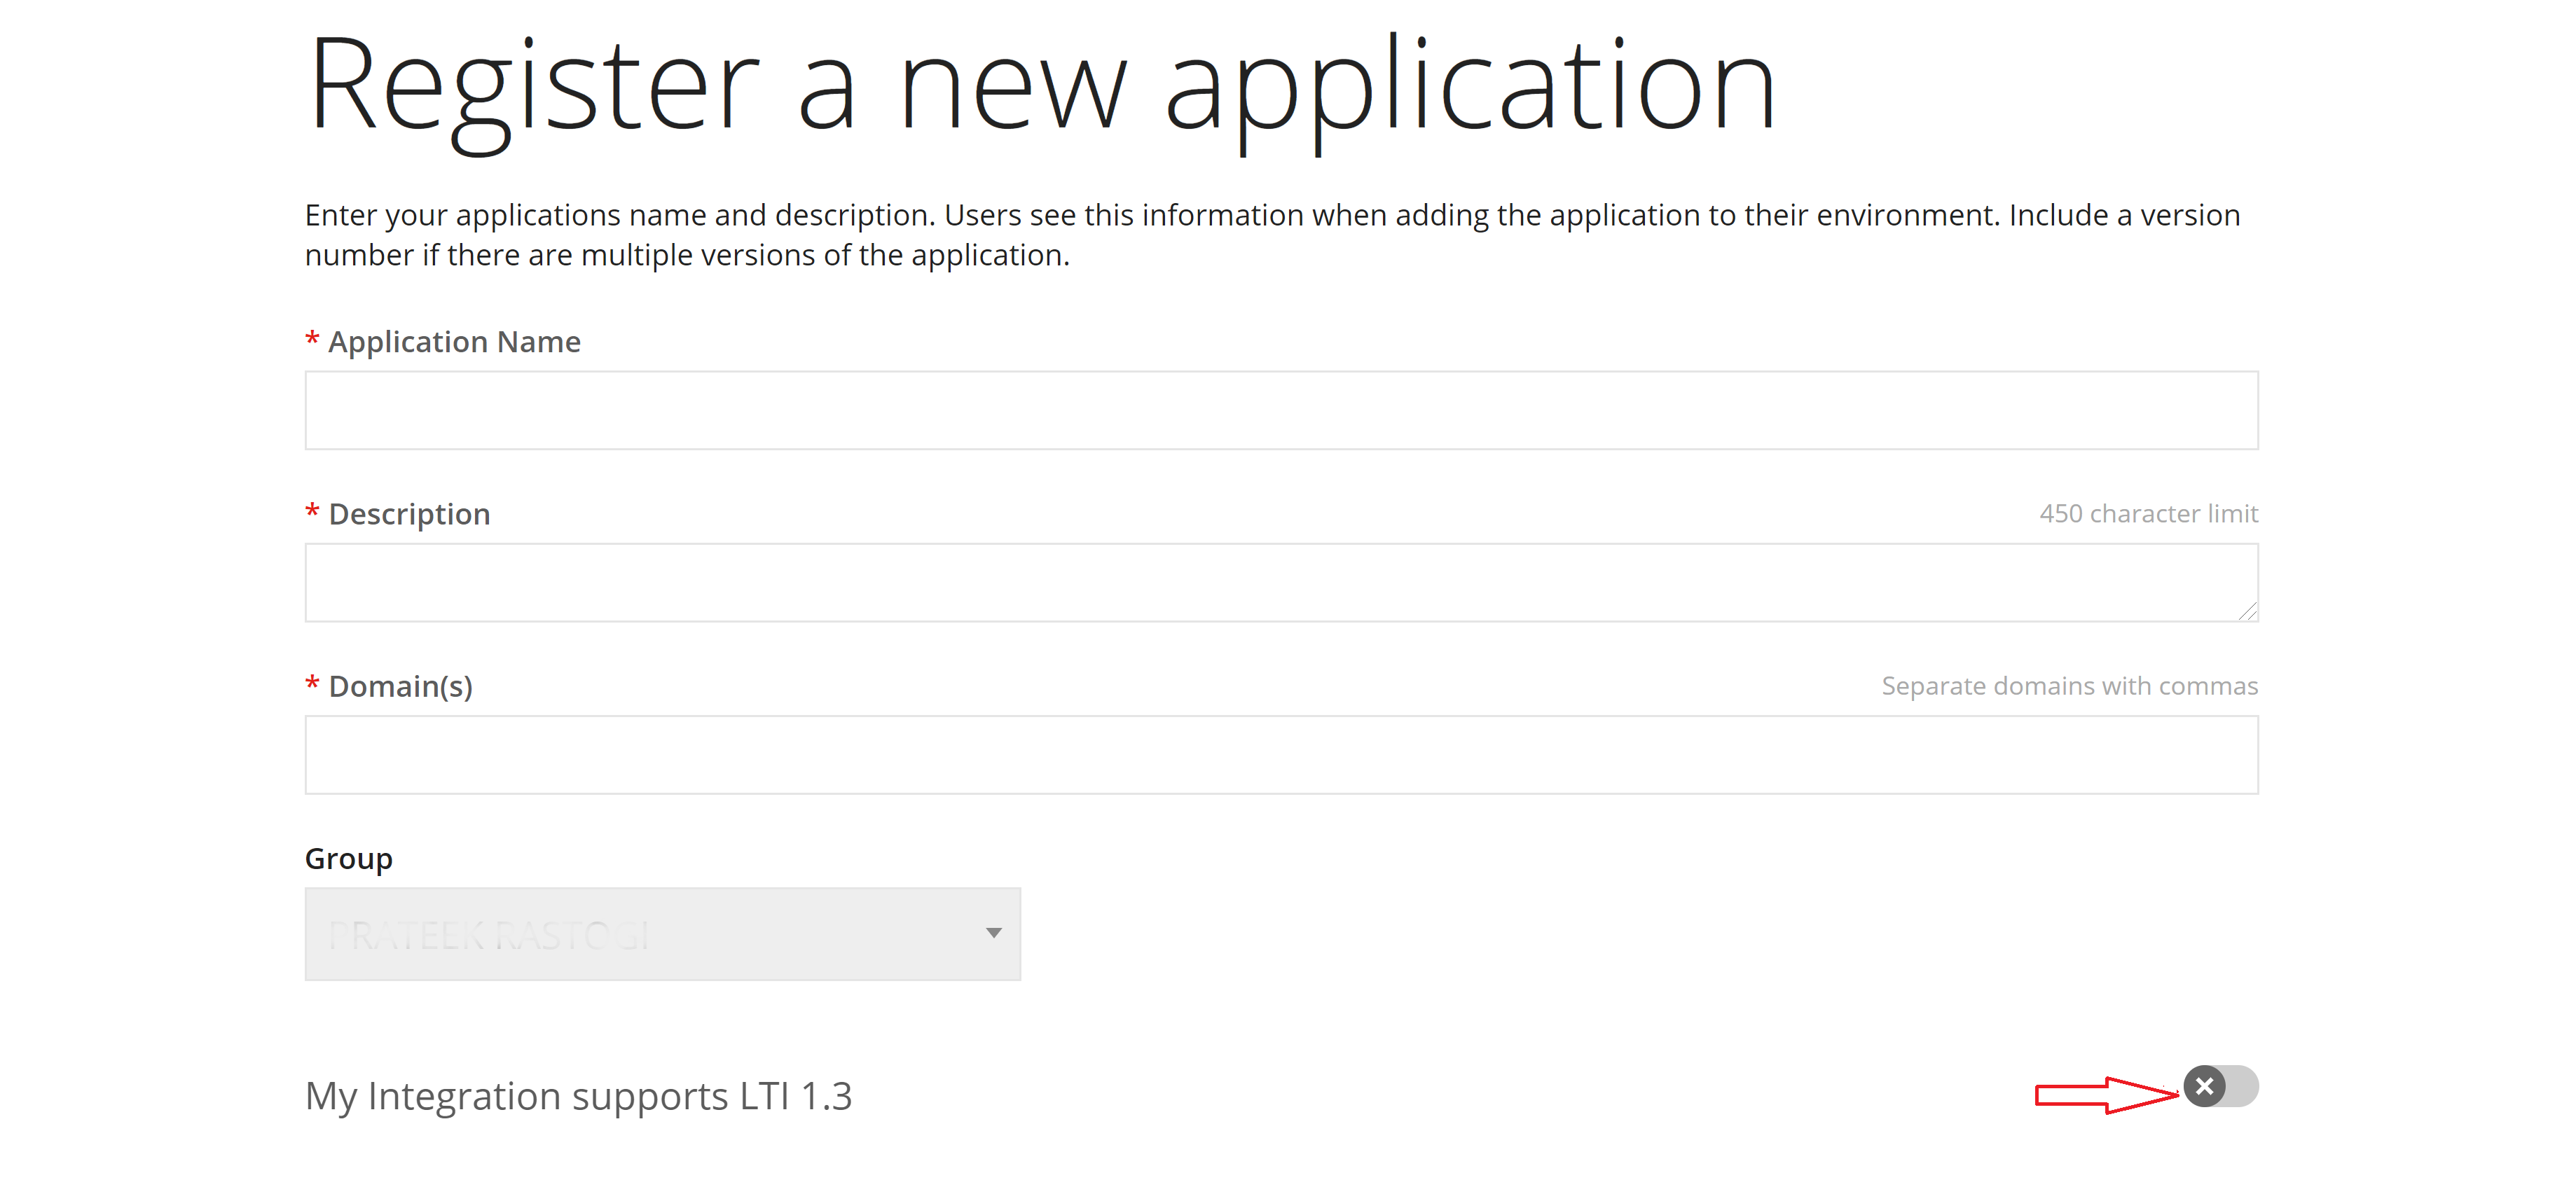 Register a new application
Enter your applications name and description. Users see this information when adding the application to their environment. Include a version
number if there are multiple versions of the application.
* Application Name
* Description
450 character limit
* Domain(s)
Separate domains with commas
Group
PRATEEK RASTOGI
My Integration supports LTI 1.3